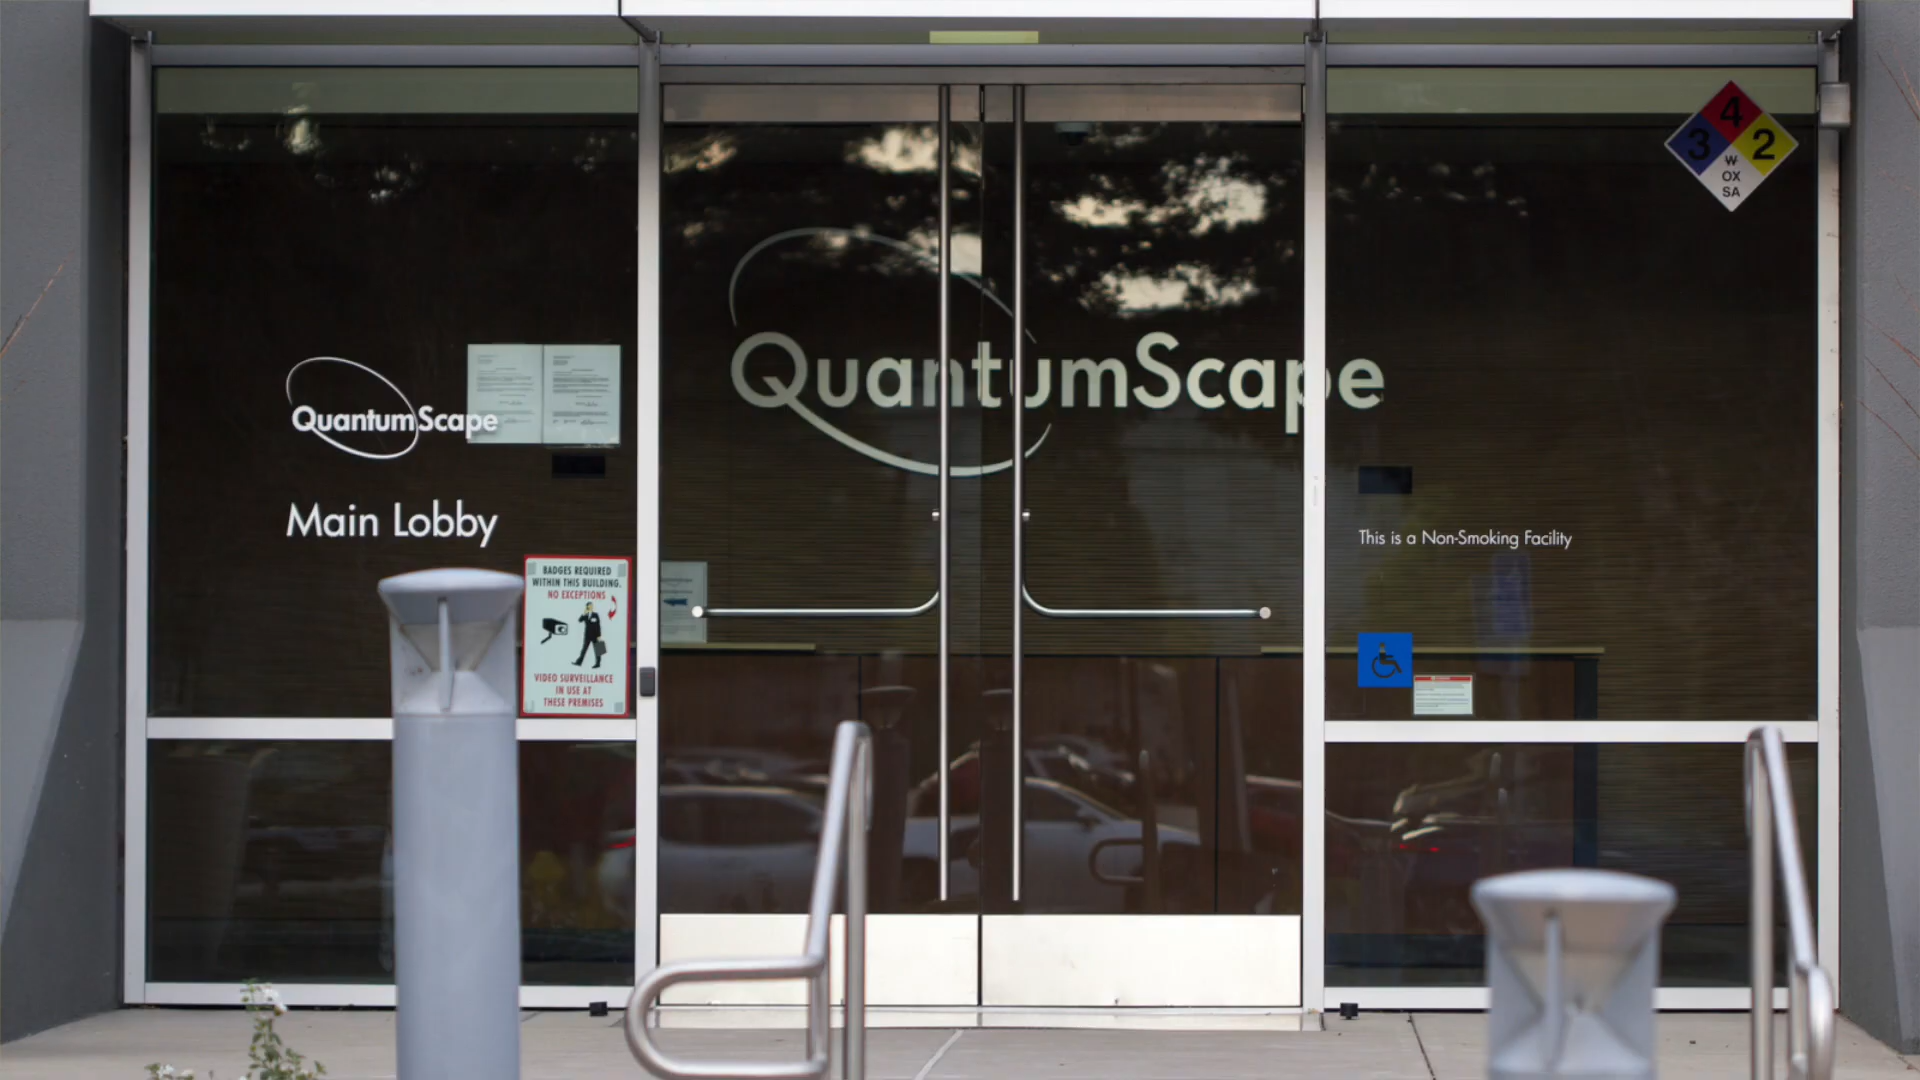 QuantumScape
Main Lobby
BADGES REQUIRED
WITHIN THIS BUILDING.
NO EXCEPTIONS
VIDEO SURVEILLANCE
IN USE AT
THESE PREMISES
QuantumScape
4
3
2
W
OX
SA
This is a Non-Smoking Facility